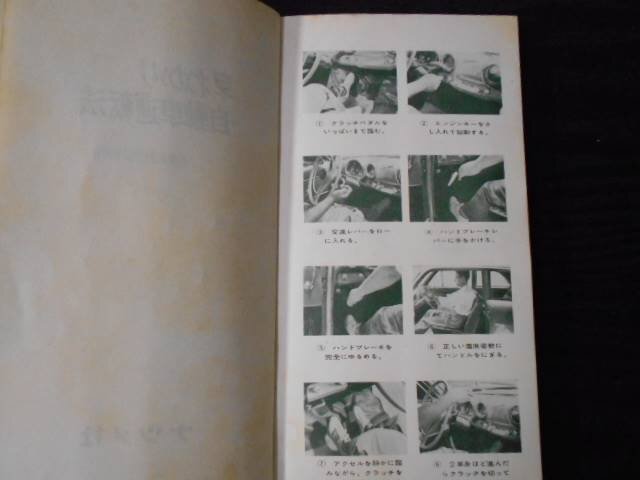 ① クラッチペダルを
いっぱいまで踏む。
② エンジンキーをさ
し入れて始動する。
③ 変速レバーをロー
に入れる。
④ ハンドブレーキレ
バーに手をかける。
⑤ ハンドブレーキを
完全にゆるめる。
⑥ 正しい運転姿勢に
てハンドルをにぎる。
⑦ アクセルを静かに踏
みながら、クラッチを
⑧ 2車身ほど進んだ
らクラッチを切って